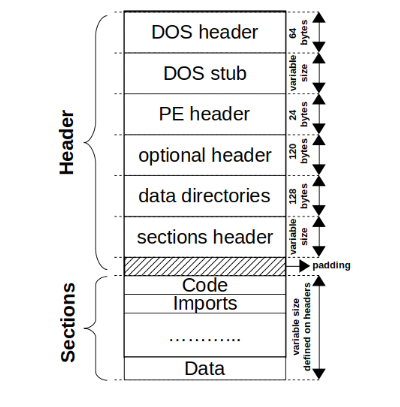 DOS header
64
bytes
DOS stub
variable
size
PE header
24
bytes
optional header
120
bytes
data directories
128
bytes
sections header
variable
size
padding
Header
Code
Imports
…………...
Data
variable size
defined on headers
Sections